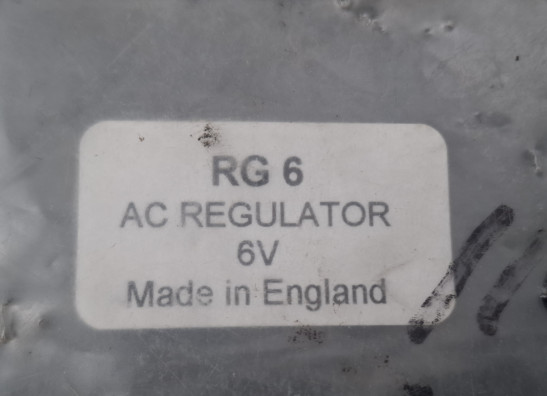 RG 6
AC REGULATOR
6V
Made in England